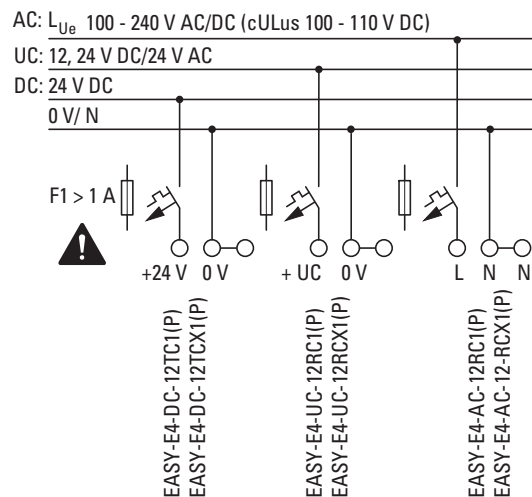 AC: L Ue 100 - 240 V AC/DC (cULus 100 - 110 V DC)
UC: 12, 24 V DC/24 V AC
DC: 24 V DC
0 V/ N
F1 > 1 A
+24 V 0 V
+ UC 0 V
L N N
EASY-E4-DC-12TC1(P)
EASY-E4-DC-12TCX1(P)
EASY-E4-UC-12RC1(P)
EASY-E4-UC-12RCX1(P)
EASY-E4-AC-12RC1(P)
EASY-E4-AC-12-RCX1(P)